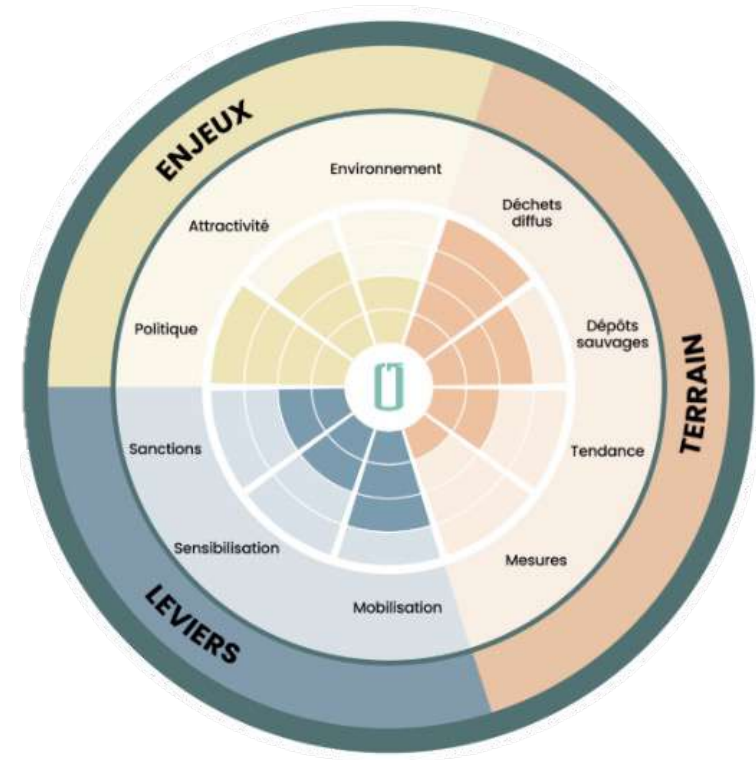 ENJEUX
Environnement
Déchets
diffus
Attractivité
Politique
Dépôts
sauvages
TERRAIN
Sanctions
Tendance
Sensibilisation
Mesures
Mobilisation
LEVIERS